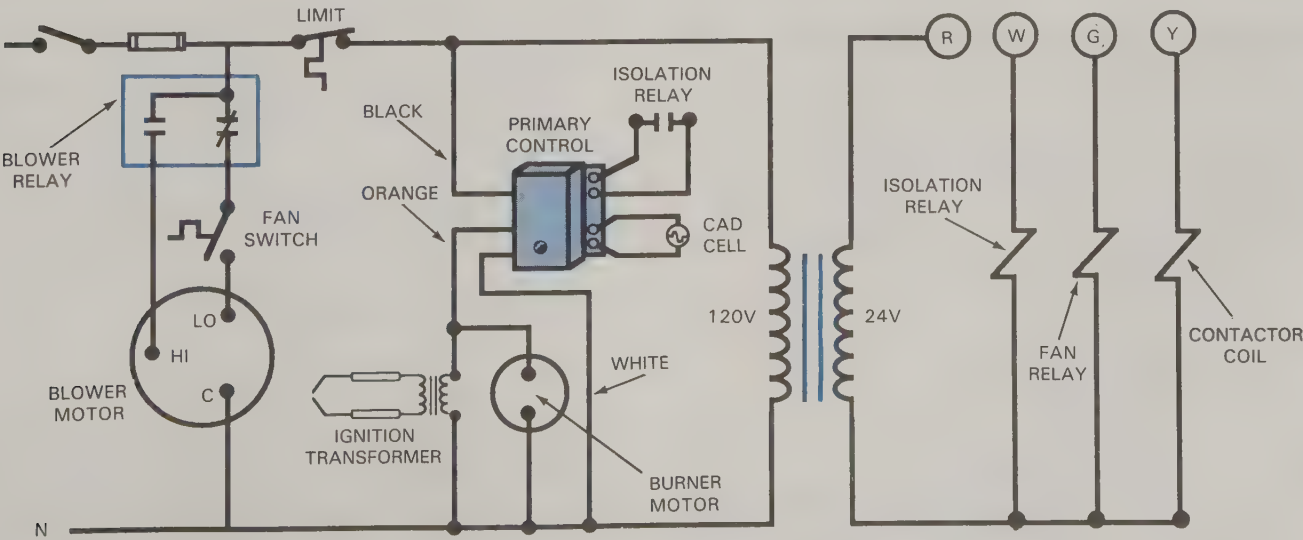 LIMIT
BLOWER
RELAY
BLACK
PRIMARY
CONTROL
ISOLATION
RELAY
ORANGE
CAD
CELL
FAN
SWITCH
LO
HI
C
BLOWER
MOTOR
IGNITION
TRANSFORMER
WHITE
BURNER
MOTOR
N
120V
24V
R
W
G
Y
ISOLATION
RELAY
FAN
RELAY
CONTACTOR
COIL